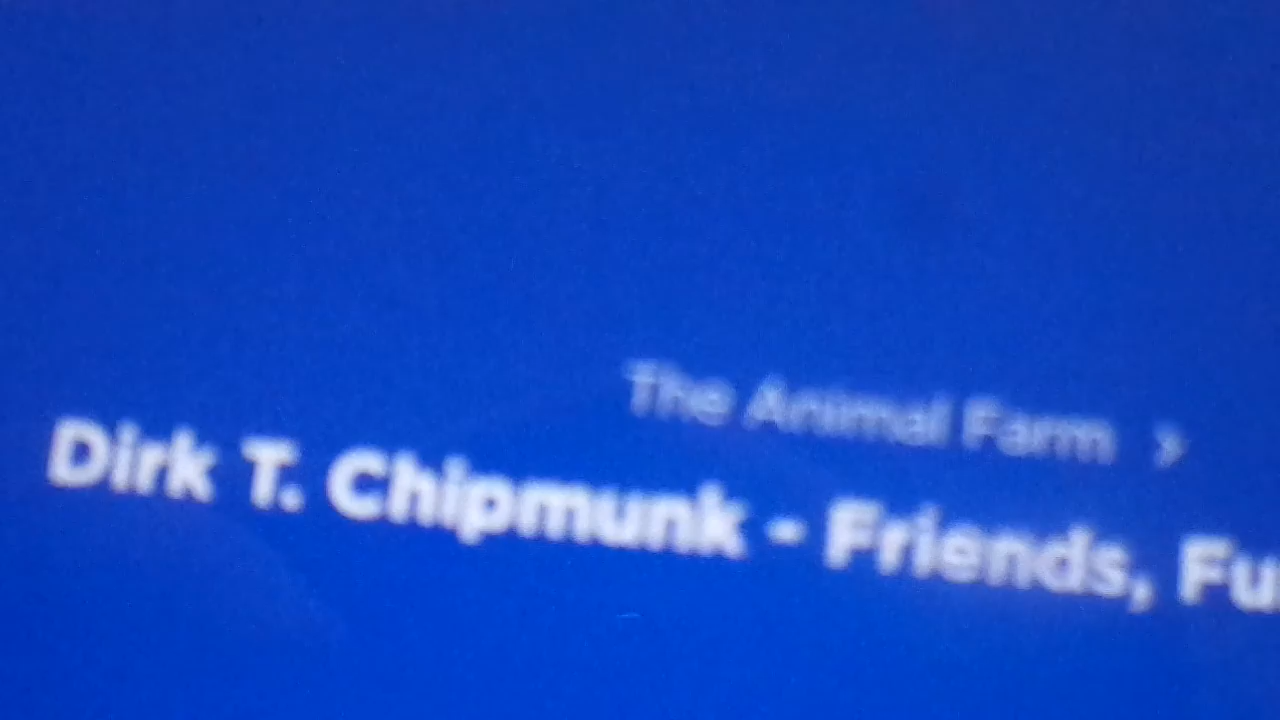 The Animal Farm >
Dirk T. Chipmunk - Friends,